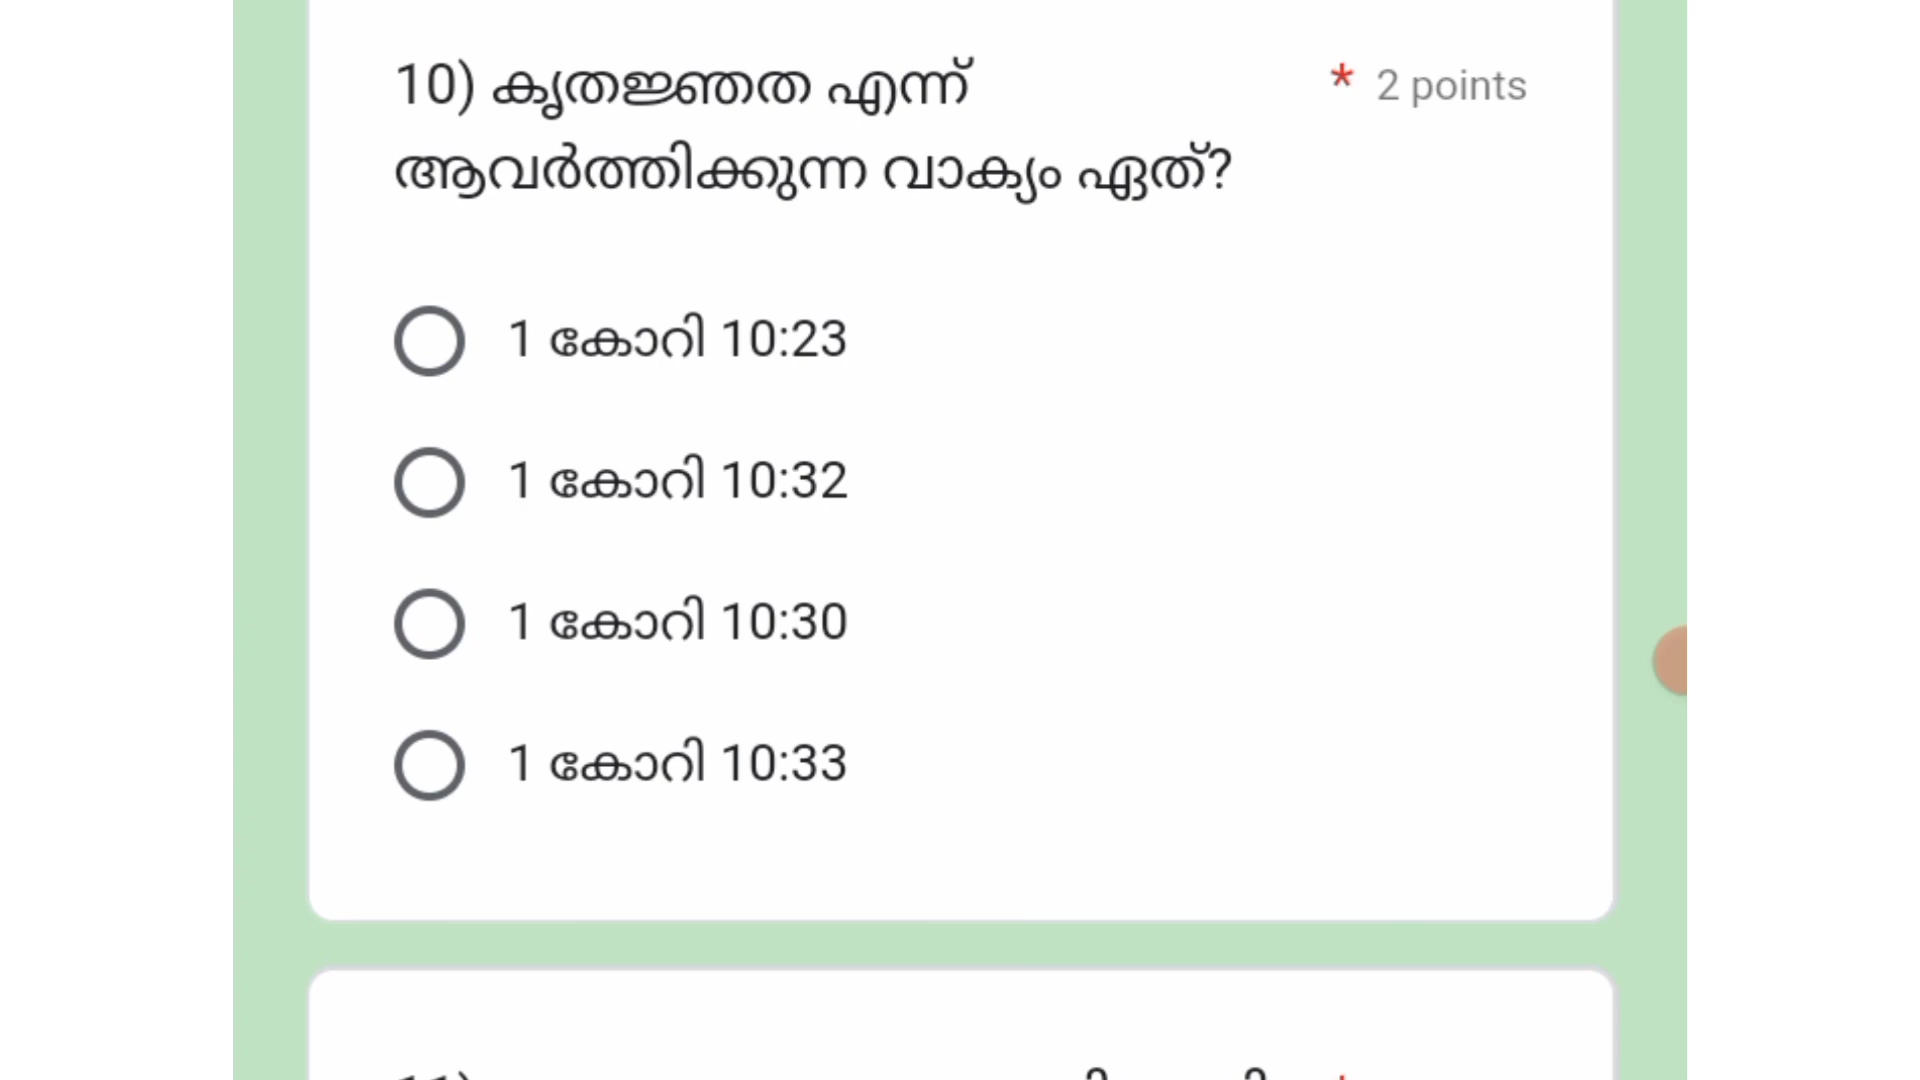 10) കൃതജ്ഞത എന്ന്
* 2 points
ആവർത്തിക്കുന്ന വാക്യം ഏത്?
1 കോറി 10:23
1 കോറി 10:32
1 കോറി 10:30
1 കോറി 10:33